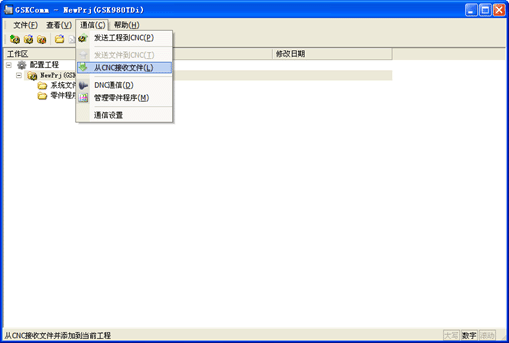 GSKComm - NewPrj(GSK980TDi)
文件(F) 查看(V) 通信(C) 帮助(H)
发送工程到CNC(P)
发送文件到CNC(T)
从CNC接收文件(L)
DNC通信(D)
管理零件程序(M)
通信设置
工作区 修改日期
配置工程
NewPrj(GSK
系统文件
零件程序
从CNC接收文件并添加到当前工程 大写 数字 滚动